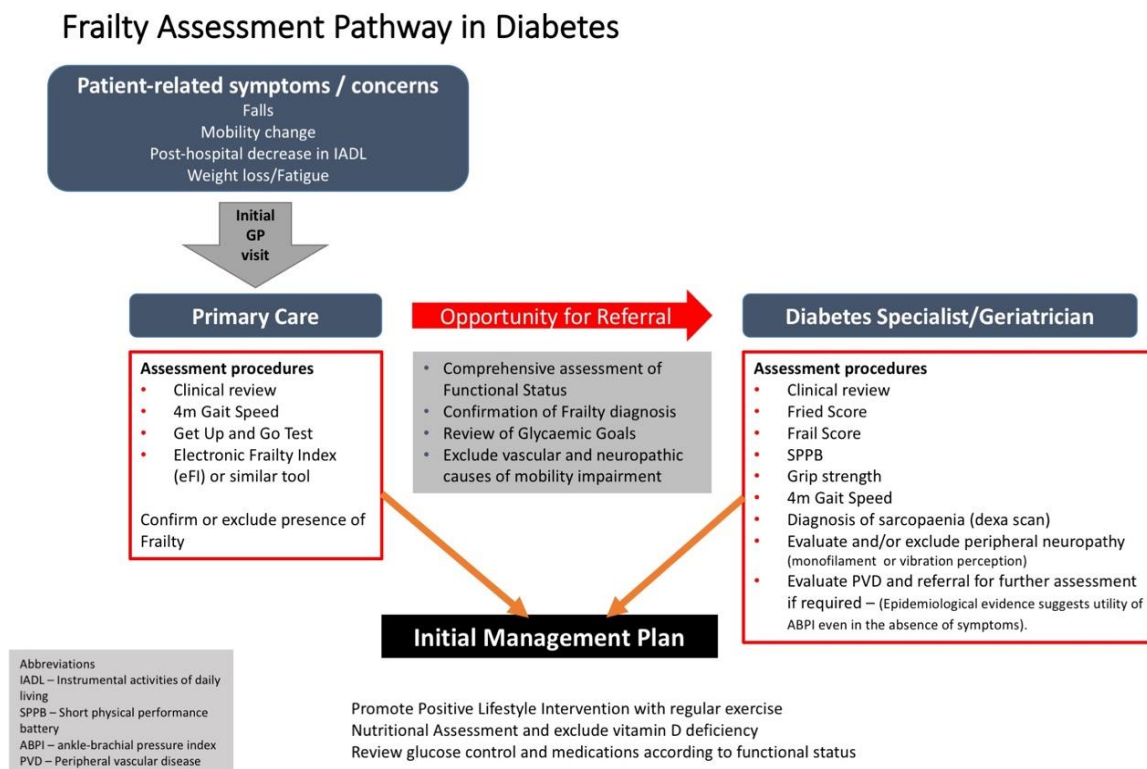 Frailty Assessment Pathway in Diabetes
Patient-related symptoms / concerns
Falls
Mobility change
Post-hospital decrease in IADL
Weight loss/Fatigue
Initial
GP
visit
Primary Care
Opportunity for Referral
Diabetes Specialist/Geriatrician
Assessment procedures
• Clinical review
• 4m Gait Speed
• Get Up and Go Test
• Electronic Frailty Index
(eFI) or similar tool
Confirm or exclude presence of
Frailty
• Comprehensive assessment of
Functional Status
• Confirmation of Frailty diagnosis
• Review of Glycaemic Goals
• Exclude vascular and neuropathic
causes of mobility impairment
Assessment procedures
• Clinical review
• Fried Score
• Frail Score
• SPPB
• Grip strength
• 4m Gait Speed
• Diagnosis of sarcopaenia (dexa scan)
• Evaluate and/or exclude peripheral neuropathy
(monofilament or vibration perception)
• Evaluate PVD and referral for further assessment
if required – (Epidemiological evidence suggests utility of
ABPI even in the absence of symptoms).
Initial Management Plan
Abbreviations
IADL – Instrumental activities of daily
living
SPPB – Short physical performance
battery
ABPI – ankle-brachial pressure index
PVD – Peripheral vascular disease
Promote Positive Lifestyle Intervention with regular exercise
Nutritional Assessment and exclude vitamin D deficiency
Review glucose control and medications according to functional status